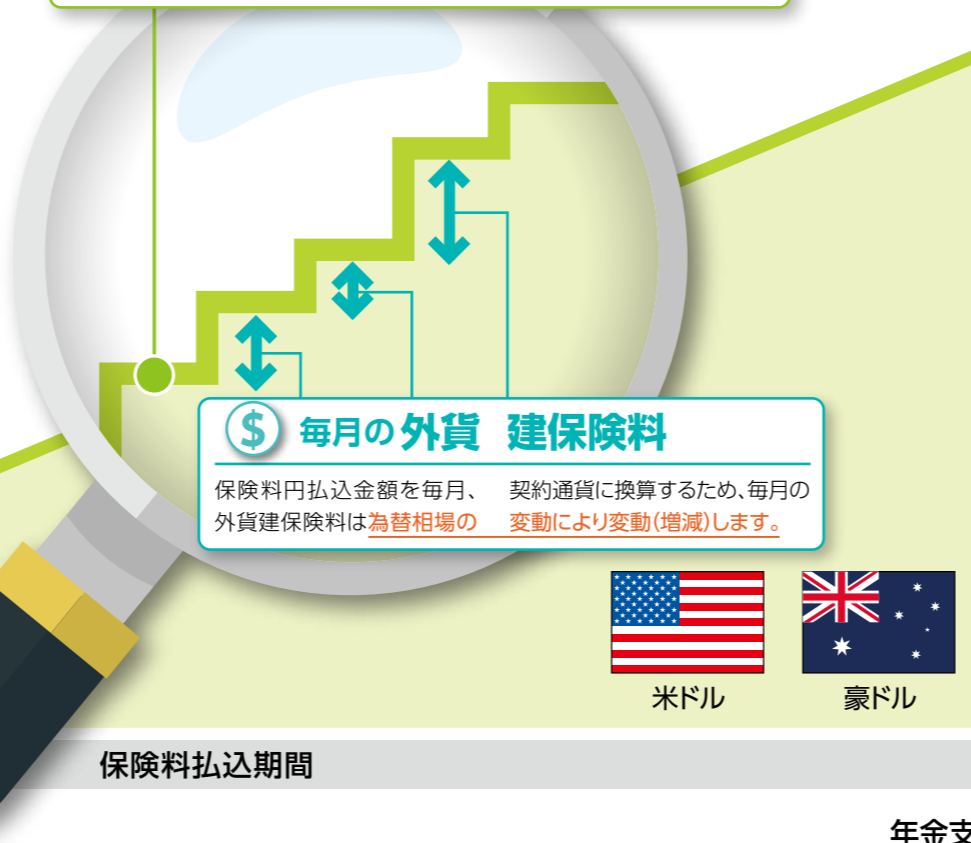 $ 毎月の外貨 建保険料
保険料円払込金額を毎月、 契約通貨に換算するため、毎月の
外貨建保険料は為替相場の 変動により変動(増減)します。
米ドル 豪ドル
保険料払込期間
年金支